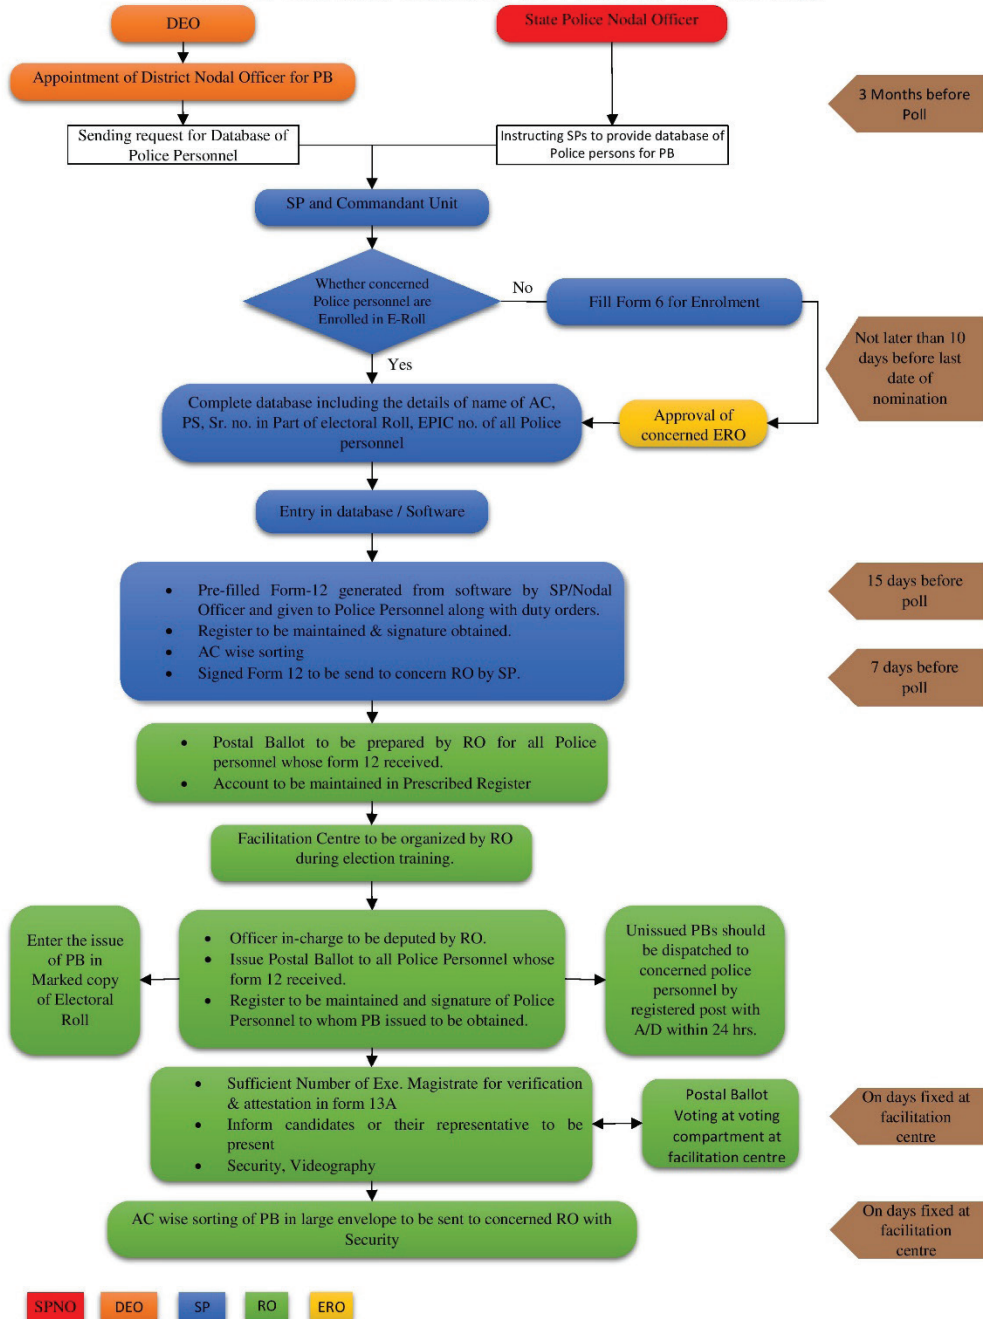 DEO
State Police Nodal Officer
Appointment of District Nodal Officer for PB
3 Months before
Poll
Sending request for Database of
Police Personnel
Instructing SPs to provide database of
Police persons for PB
SP and Commandant Unit
Whether concerned
Police personnel are
Enrolled in E-Roll
No
Fill Form 6 for Enrolment
Yes
Not later than 10
days before last
date of
nomination
Complete database including the details of name of AC,
PS, Sr. no. in Part of electoral Roll, EPIC no. of all Police
personnel
Approval of
concerned ERO
Entry in database / Software
• Pre-filled Form-12 generated from software by SP/Nodal
Officer and given to Police Personnel along with duty orders.
• Register to be maintained & signature obtained.
• AC wise sorting
• Signed Form 12 to be send to concern RO by SP.
15 days before
poll
7 days before
poll
• Postal Ballot to be prepared by RO for all Police
personnel whose form 12 received.
• Account to be maintained in Prescribed Register
Facilitation Centre to be organized by RO
during election training.
Enter the issue
of PB in
Marked copy
of Electoral
Roll
• Officer in-charge to be deputed by RO.
• Issue Postal Ballot to all Police Personnel whose
form 12 received.
• Register to be maintained and signature of Police
Personnel to whom PB issued to be obtained.
Unissued PBs should
be dispatched to
concerned police
personnel by
registered post with
A/D within 24 hrs.
• Sufficient Number of Exe. Magistrate for verification
& attestation in form 13A
• Inform candidates or their representative to be
present
• Security, Videography
Postal Ballot
Voting at voting
compartment at
facilitation centre
On days fixed at
facilitation
centre
AC wise sorting of PB in large envelope to be sent to concerned RO with
Security
On days fixed at
facilitation
centre
SPNO
DEO
SP
RO
ERO